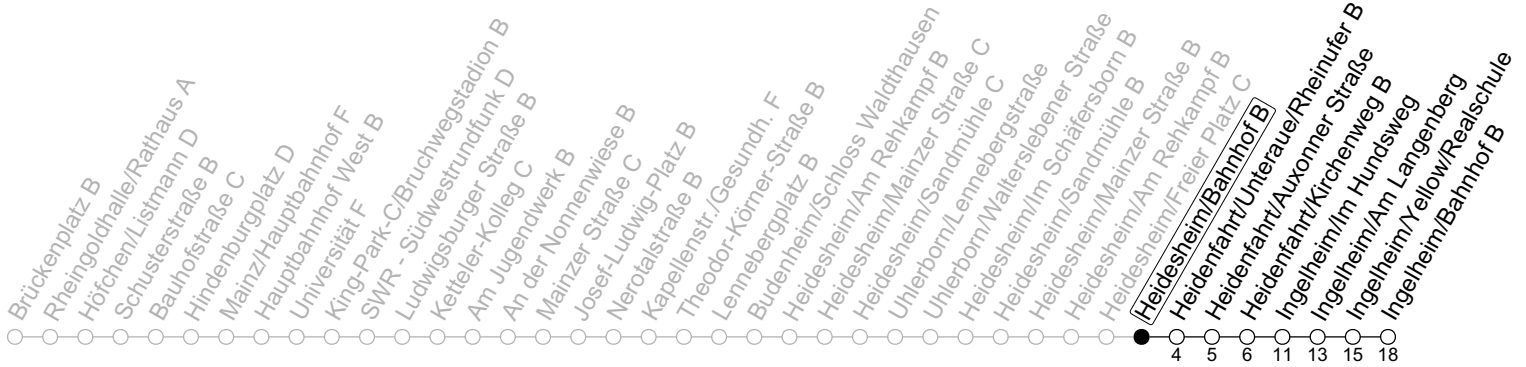 Brückenplatz B
Rheingoldhalle/Rathaus A
Höfchen/Listmann D
Schusterstraße B
Bauhofstraße C
Hindenburgplatz D
Mainz/Hauptbahnhof F
Hauptbahnhof West B
Universität F
King-Park-C/Bruchwegstadion B
SWR - Südwestrundfunk D
Ludwigsburger Straße B
Ketteler-Kolleg C
Am Jugendwerk B
An der Nonnenwiese B
Mainzer Straße C
Josef-Ludwig-Platz B
Nerotalstraße B
Kapellenstr./Gesundh. F
Theodor-Körner-Straße B
Lennebergplatz B
Budenheim/Schloss Waldthausen
Heidesheim/Am Rehkampf B
Heidesheim/Mainzer Straße C
Heidesheim/Sandmühle C
Uhlerborn/Lennebergstraße
Uhlerborn/Walterslebener Straße
Heidesheim/Im Schäfersborn B
Heidesheim/Sandmühle B
Heidesheim/Mainzer Straße B
Heidesheim/Am Rehkampf B
Heidesheim/Freier Platz C
Heidesheim/Bahnhof B
Heidenfahrt/Unteraue/Rheinufer B
Heidenfahrt/Auxonner Straße
Heidenfahrt/Kirchenweg B
Ingelheim/Im Hundsweg
Ingelheim/Am Langenberg
Ingelheim/Yellow/Realschule
Ingelheim/Bahnhof B
4 5 6 11 13 15 18